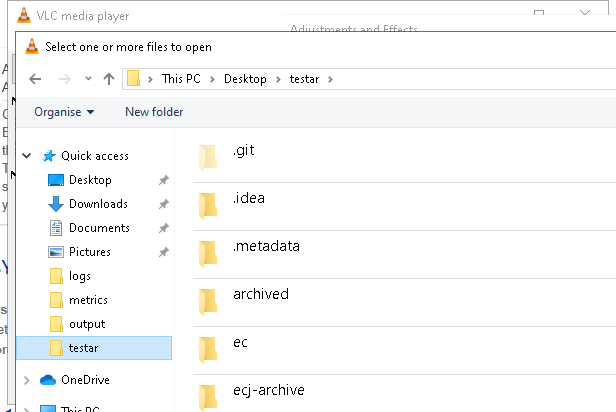 VLC media player
Adjustments and Effects
Select one or more files to open
This PC > Desktop > testar >
Organise New folder
Quick access
Desktop
Downloads
Documents
Pictures
logs
metrics
output
testar
OneDrive
This PC
.git
.idea
.metadata
archived
ec
ecj-archive